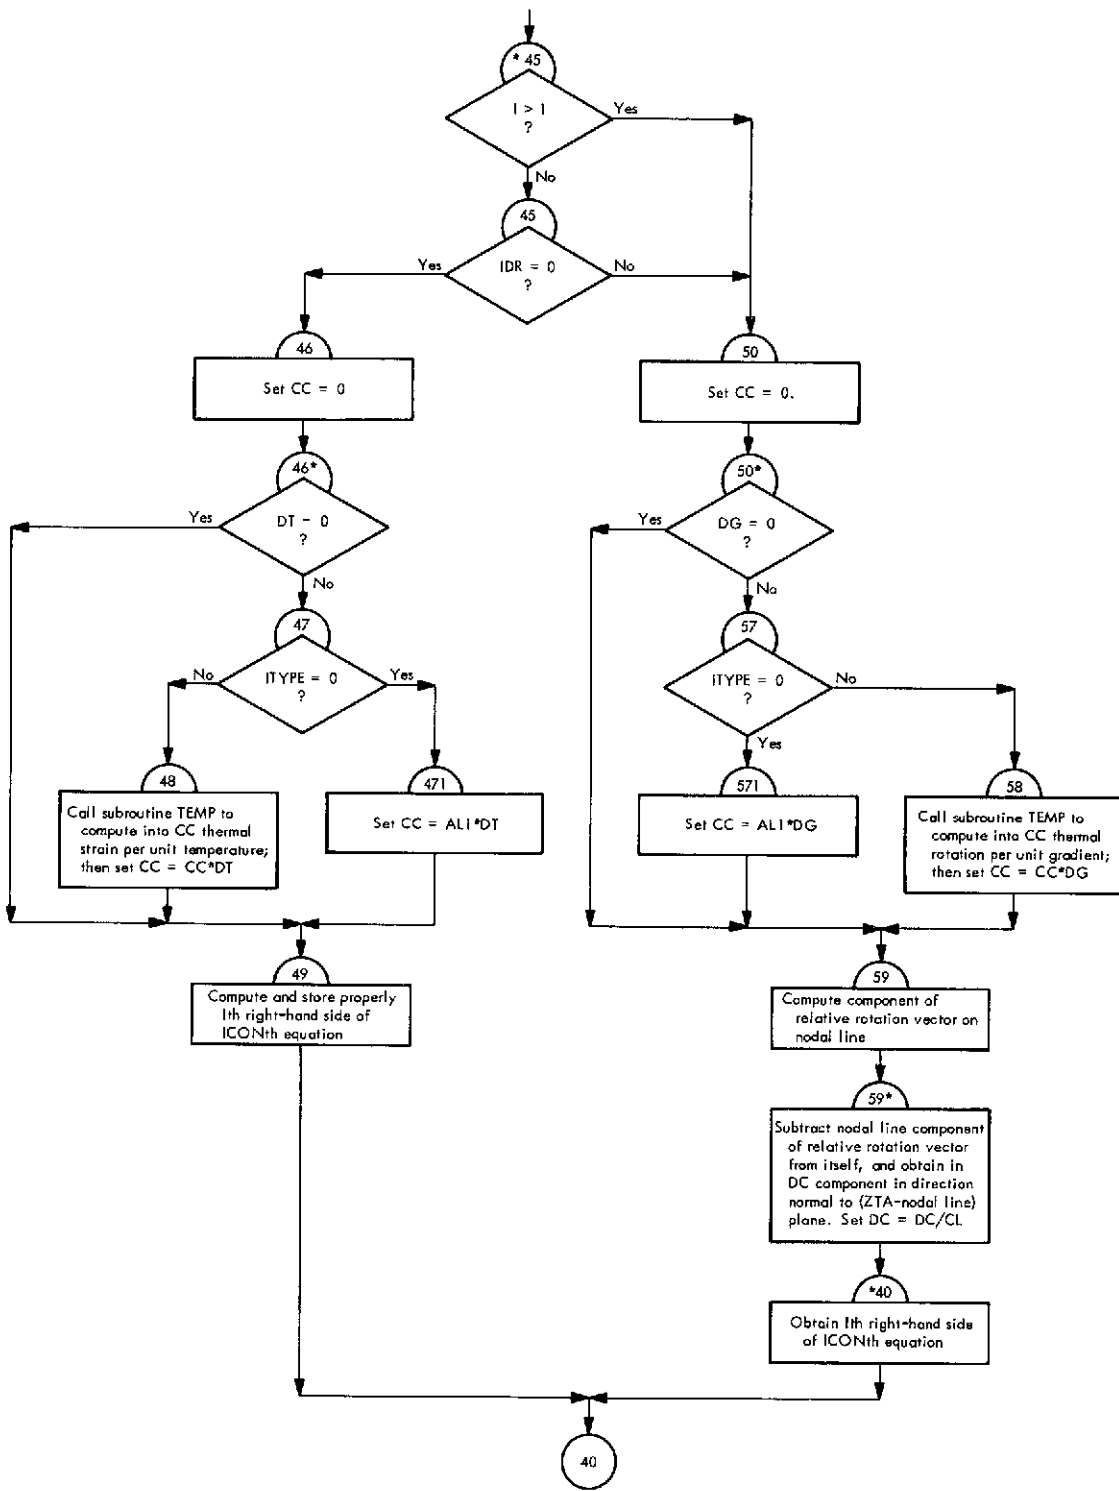 * 45
I > 1
?
Yes
No
45
IDR = 0
?
Yes
No
46
Set CC = 0
50
Set CC = 0.
46*
DT = 0
?
Yes
No
50*
DG = 0
?
Yes
No
47
ITYPE = 0
?
No
Yes
57
ITYPE = 0
?
No
Yes
48
Call subroutine TEMP to
compute into CC thermal
strain per unit temperature;
then set CC = CC*DT
471
Set CC = AL1*DT
571
Set CC = AL1*DG
58
Call subroutine TEMP to
compute into CC thermal
rotation per unit gradient;
then set CC = CC*DG
49
Compute and store properly
Ith right-hand side of
ICONth equation
59
Compute component of
relative rotation vector on
nodal line
59*
Subtract nodal line component
of relative rotation vector
from itself, and obtain in
DC component in direction
normal to (ZTA-nodal line)
plane. Set DC = DC/CL
*40
Obtain Ith right-hand side
of ICONth equation
40